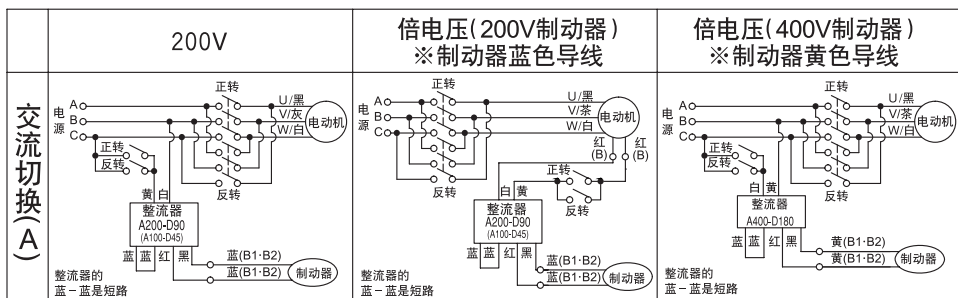 交流切换(A)
200V
正转
电源
A
B
C
U/黑
V/灰
W/白
电动机
正转
反转
反转
黄 白
整流器
A200-D90
(A100-D45)
蓝 蓝 红 黑
蓝(B1·B2)
蓝(B1·B2)
制动器
整流器的
蓝-蓝是短路
倍电压(200V制动器)
※制动器蓝色导线
正转
电源
A
B
C
U/黑
V/茶
W/白
电动机
反转
红(B)
红(B)
正转
反转
白 黄
整流器
A200-D90
(A100-D45)
蓝 蓝 红 黑
蓝(B1·B2)
蓝(B1·B2)
制动器
整流器的
蓝-蓝是短路
倍电压(400V制动器)
※制动器黄色导线
正转
电源
A
B
C
U/黑
V/茶
W/白
电动机
正转
反转
反转
白 黄
整流器
A400-D180
蓝 蓝 红 黑
黄(B1·B2)
黄(B1·B2)
制动器
整流器的
蓝-蓝是短路